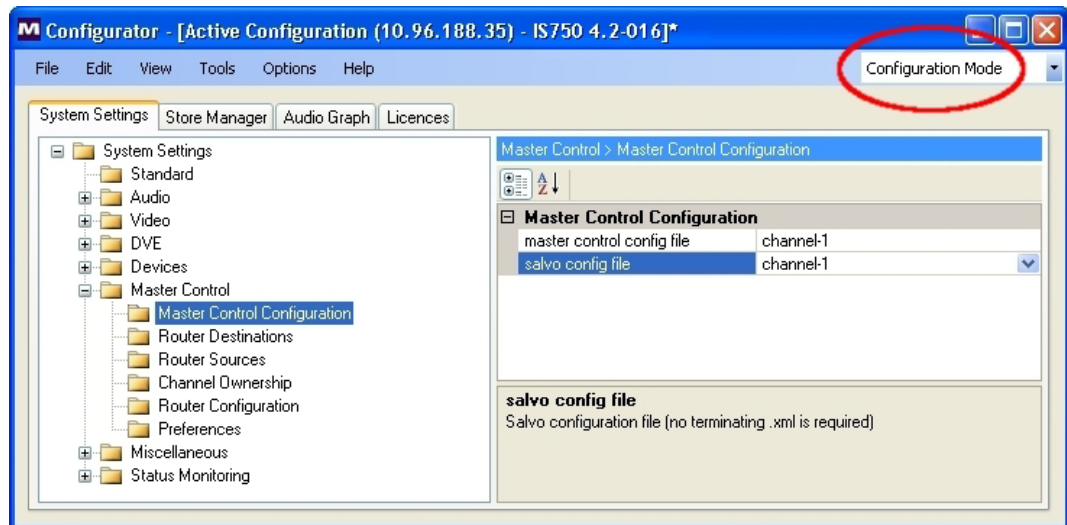 M Configurator - [Active Configuration (10.96.188.35) - IS750 4.2-016]*
File Edit View Tools Options Help Configuration Mode
System Settings Store Manager Audio Graph Licences
System Settings
Standard
Audio
Video
DVE
Devices
Master Control
Master Control Configuration
Router Destinations
Router Sources
Channel Ownership
Router Configuration
Preferences
Miscellaneous
Status Monitoring
Master Control > Master Control Configuration
A Z
Master Control Configuration
master control config file channel-1
salvo config file channel-1
salvo config file
Salvo configuration file (no terminating .xml is required)